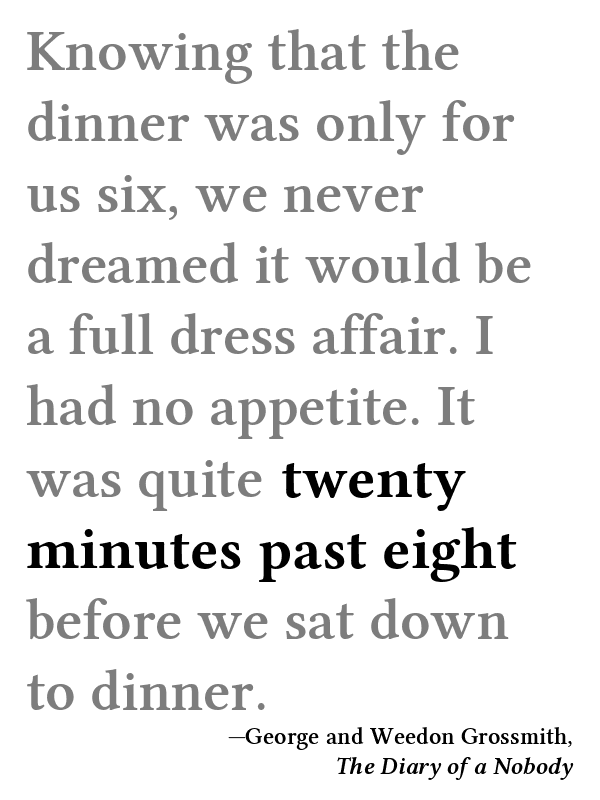 Knowing that the
dinner was only for
us six, we never
dreamed it would be
a full dress affair. I
had no appetite. It
was quite twenty
minutes past eight
before we sat down
to dinner.
—George and Weedon Grossmith,
The Diary of a Nobody